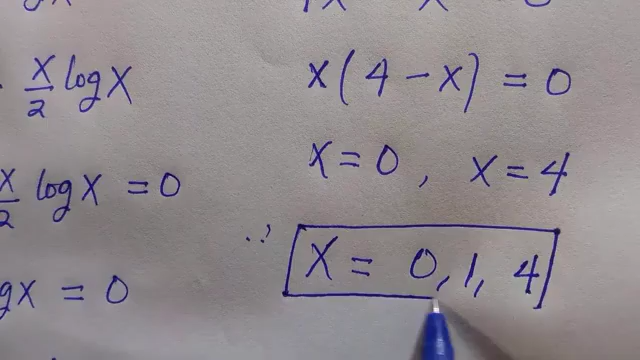 x/2 log x
x/2 log x = 0
gx = 0
x(4 - x) = 0
x = 0, x = 4
∴ x = 0, 1, 4